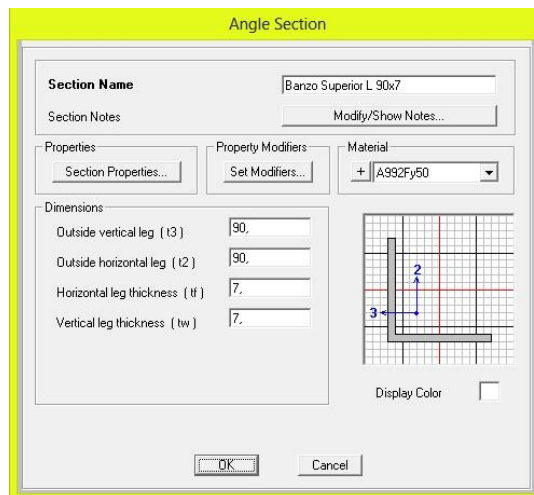 Angle Section
Section Name
Banzo Superior L 90x7
Section Notes
Modify/Show Notes...
Properties
Section Properties...
Property Modifiers
Set Modifiers...
Material
+
A992Fy50
Dimensions
Outside vertical leg ( t3 )
90,
Outside horizontal leg ( t2 )
90,
Horizontal leg thickness ( tf )
7,
Vertical leg thickness ( tw )
7,
2
3
Display Color
OK
Cancel